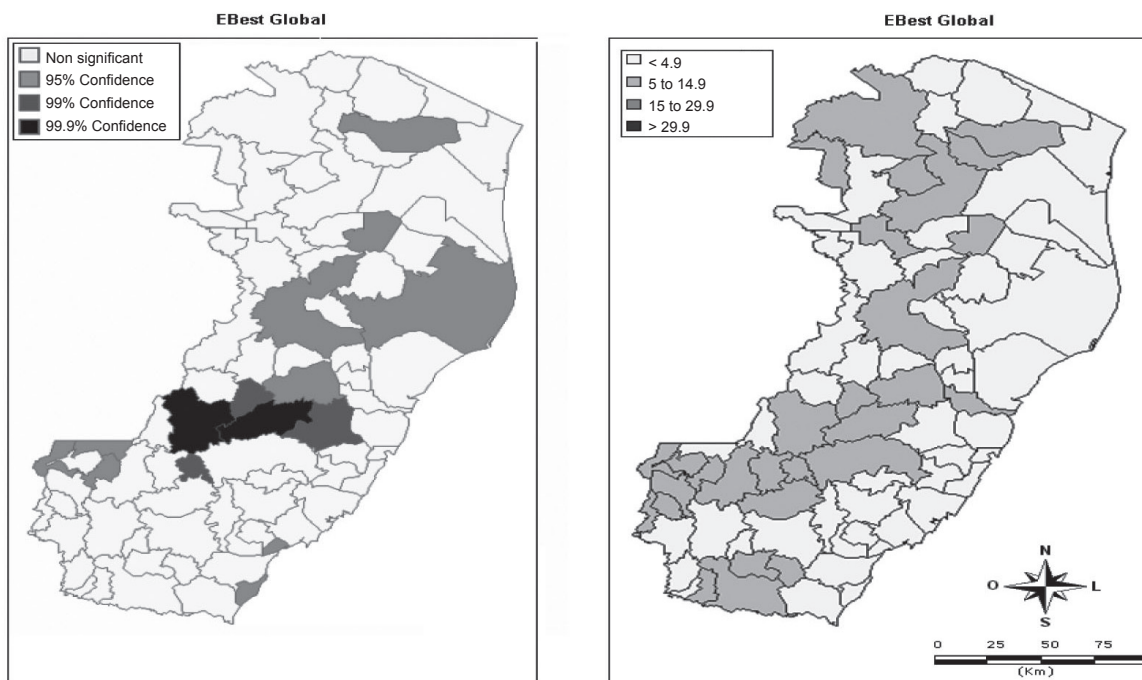 EBest Global
Non significant
95% Confidence
99% Confidence
99.9% Confidence
EBest Global
< 4.9
5 to 14.9
15 to 29.9
> 29.9
N
O L
S
0 25 50 75
(Km)